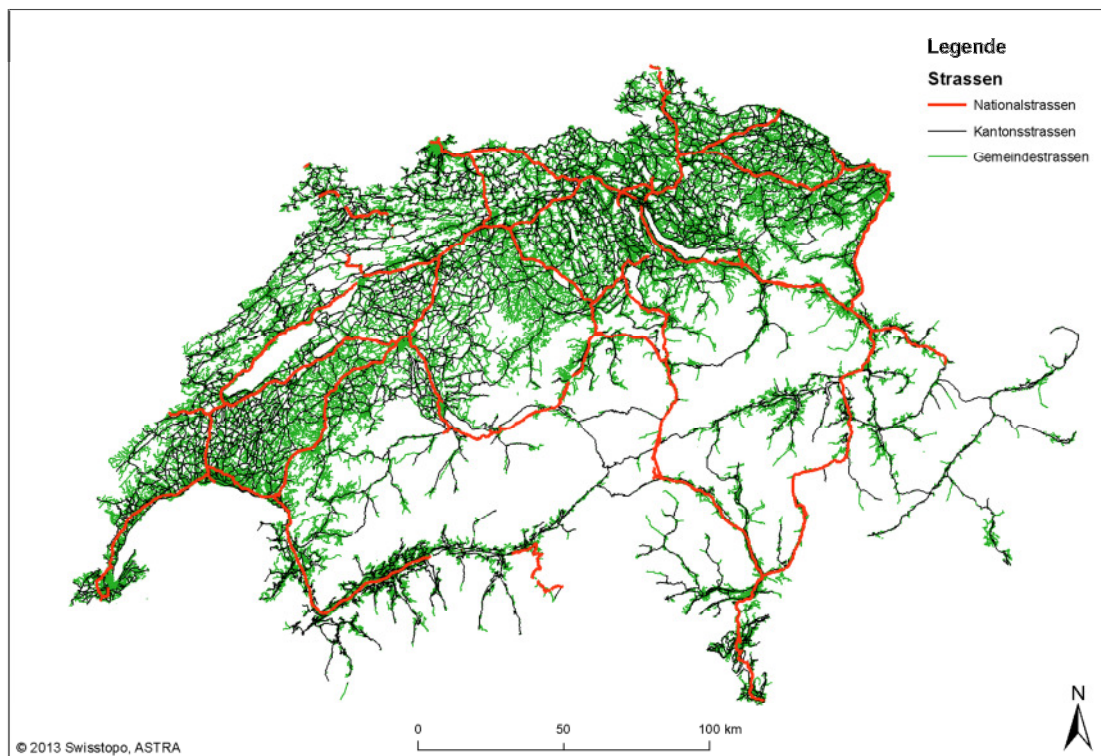 Legende
Strassen
Nationalstrassen
Kantonsstrassen
Gemeindestrassen
N
0 50 100 km
© 2013 Swisstopo, ASTRA